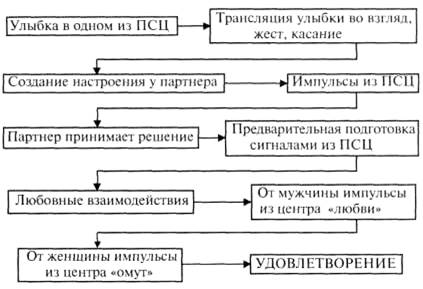 Улыбка в одном из ПСЦ
Трансляция улыбки во взгляд,
жест, касание
Создание настроения у партнера
Импульсы из ПСЦ
Партнер принимает решение
Предварительная подготовка
сигналами из ПСЦ
Любовные взаимодействия
От мужчины импульсы
из центра «любви»
От женщины импульсы
из центра «омут»
УДОВЛЕТВОРЕНИЕ